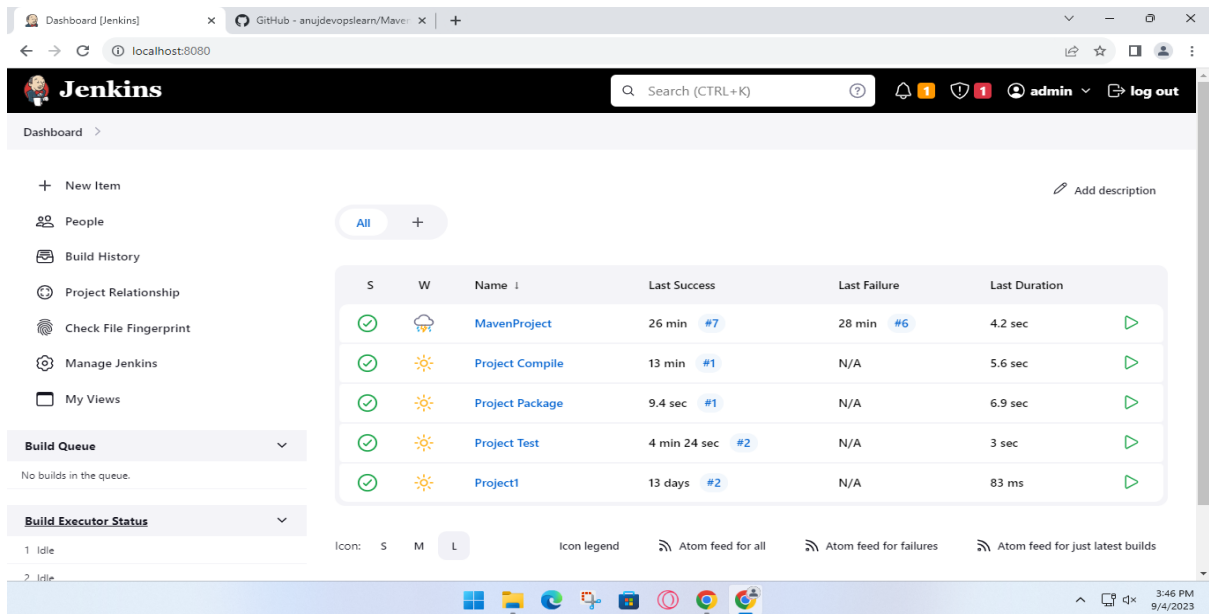 Dashboard [Jenkins]
GitHub - anujdevopslearn/Maven
localhost:8080
Jenkins
Search (CTRL+K)
1
1
admin
log out
Dashboard
New Item
People
Build History
Project Relationship
Check File Fingerprint
Manage Jenkins
My Views
Build Queue
No builds in the queue.
Build Executor Status
1 Idle
2 Idle
Add description
All +
S W Name ↓ Last Success Last Failure Last Duration
MavenProject 26 min #7 28 min #6 4.2 sec
Project Compile 13 min #1 N/A 5.6 sec
Project Package 9.4 sec #1 N/A 6.9 sec
Project Test 4 min 24 sec #2 N/A 3 sec
Project1 13 days #2 N/A 83 ms
Icon: S M L Icon legend Atom feed for all Atom feed for failures Atom feed for just latest builds
3:46 PM
9/4/2023